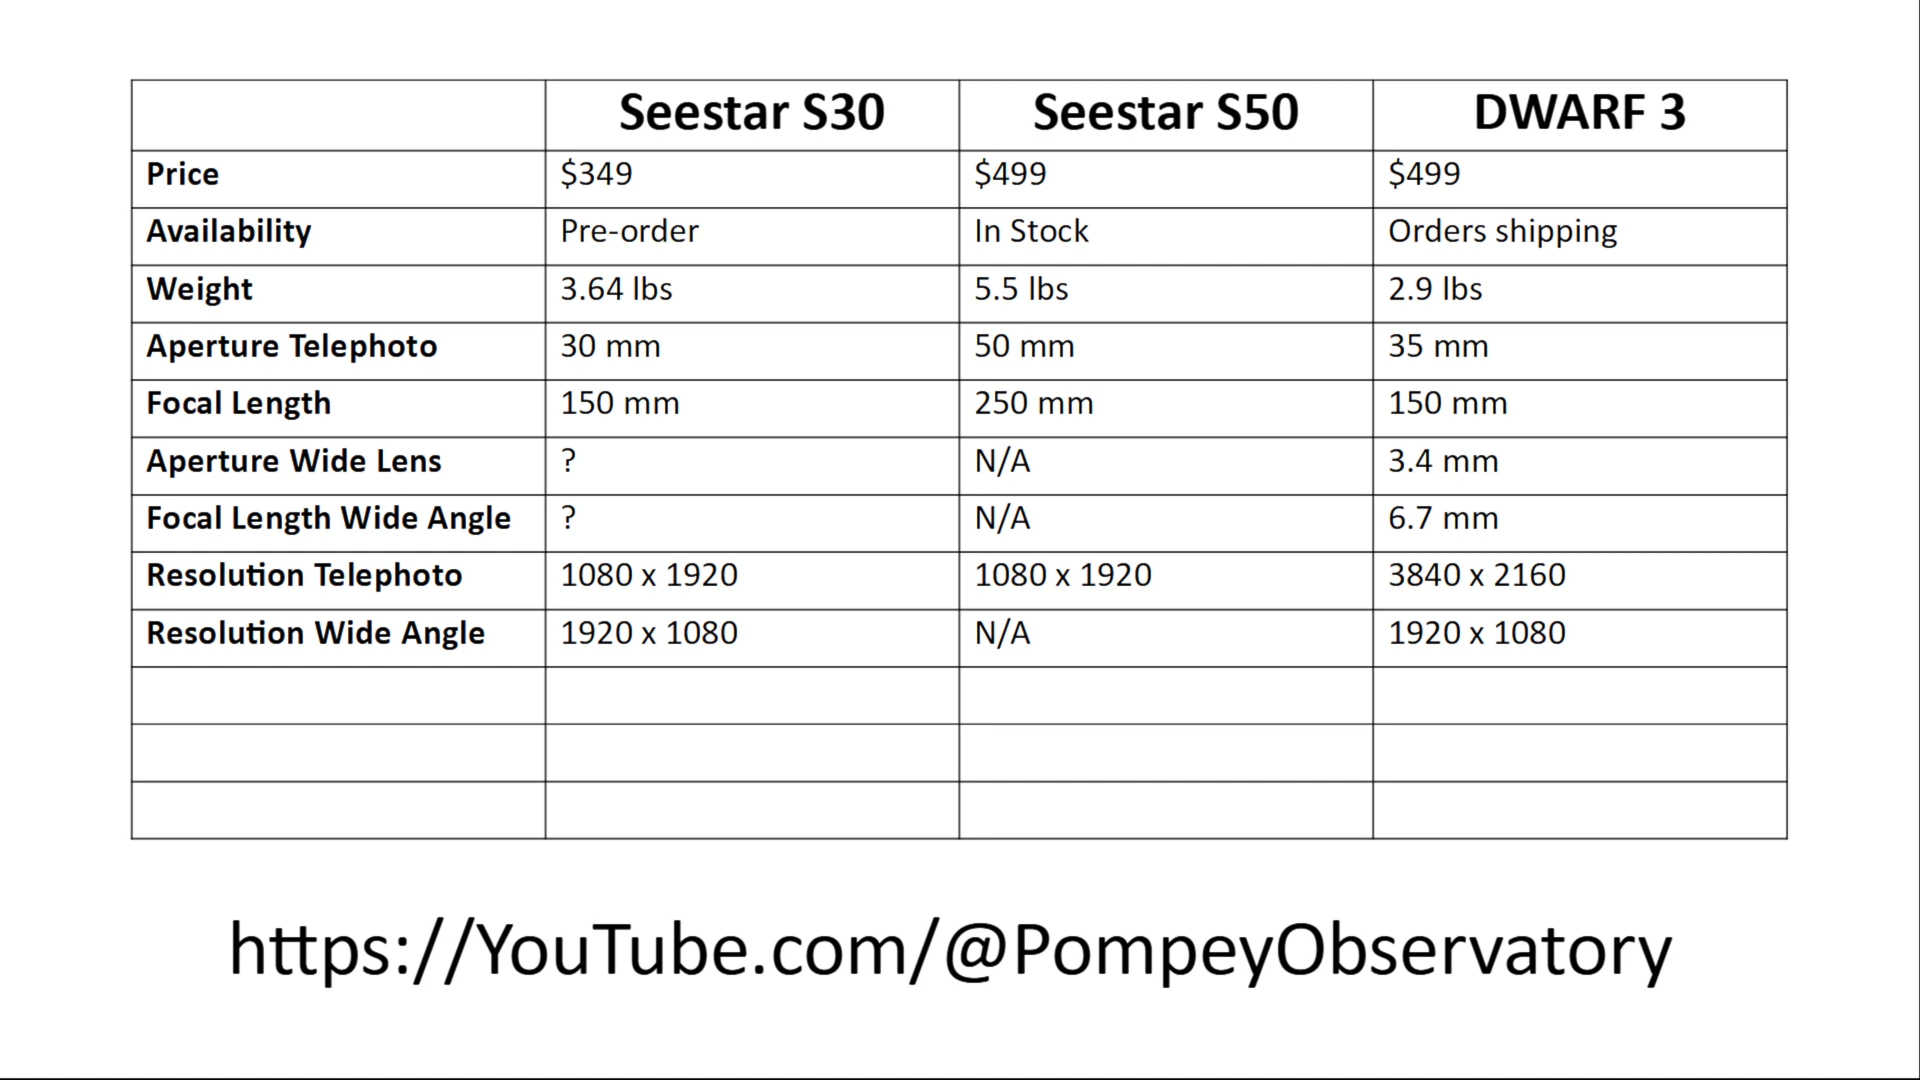 Seestar S30 Seestar S50 DWARF 3
Price $349 $499 $499
Availability Pre-order In Stock Orders shipping
Weight 3.64 lbs 5.5 lbs 2.9 lbs
Aperture Telephoto 30 mm 50 mm 35 mm
Focal Length 150 mm 250 mm 150 mm
Aperture Wide Lens ? N/A 3.4 mm
Focal Length Wide Angle ? N/A 6.7 mm
Resolution Telephoto 1080 x 1920 1080 x 1920 3840 x 2160
Resolution Wide Angle 1920 x 1080 N/A 1920 x 1080
https://YouTube.com/@PompeyObservatory